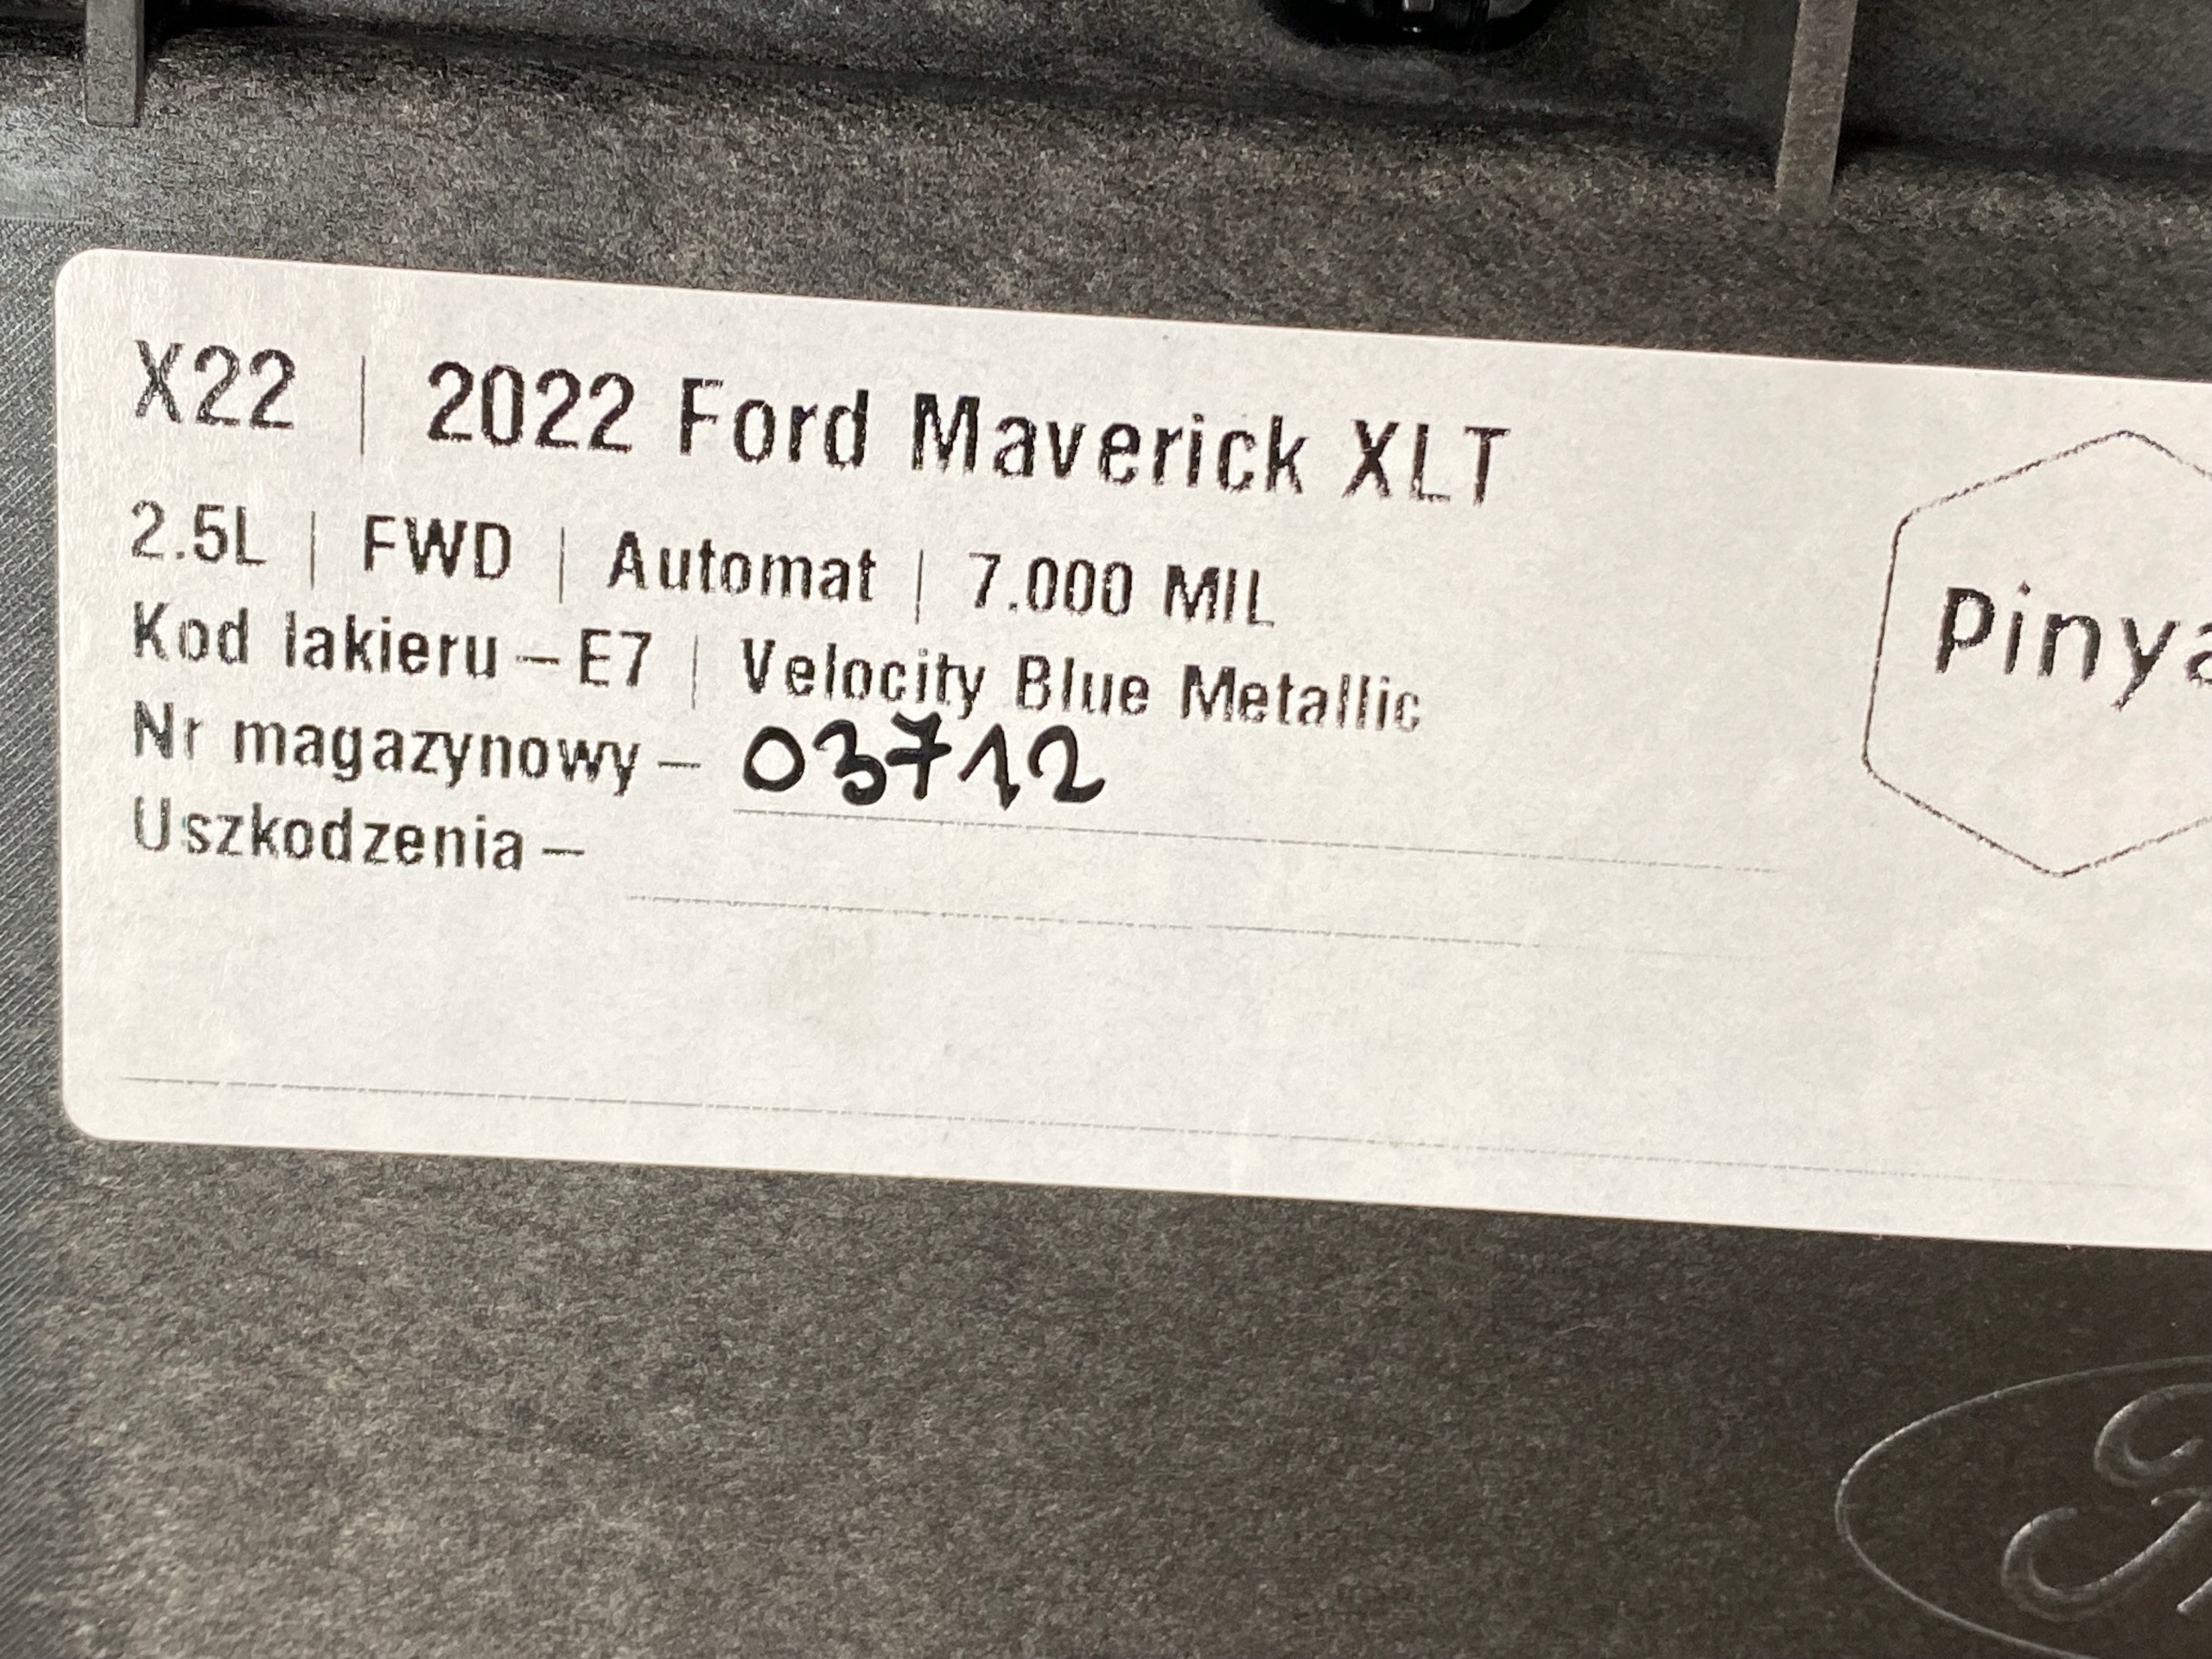 X22 | 2022 Ford Maverick XLT
2.5L | FWD | Automat | 7.000 MIL
Kod lakieru – E7 | Velocity Blue Metallic
Nr magazynowy – 03712
Uszkodzenia –